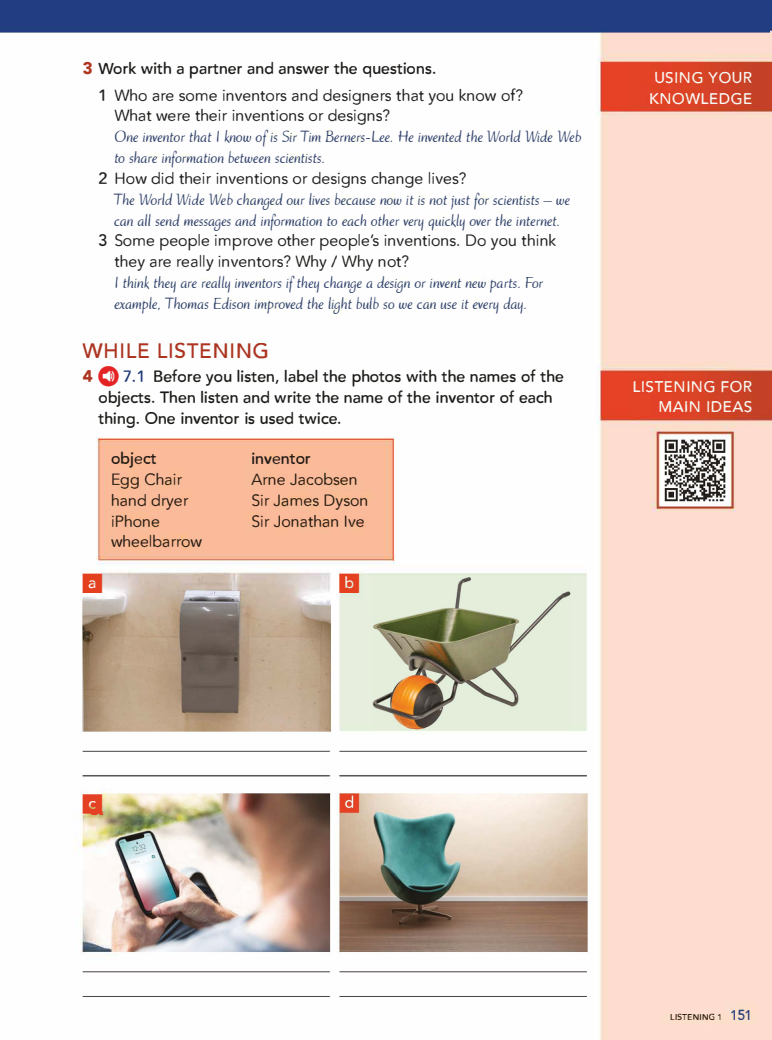 3 Work with a partner and answer the questions.
USING YOUR
KNOWLEDGE
1 Who are some inventors and designers that you know of?
What were their inventions or designs?
One inventor that I know of is Sir Tim Berners-Lee. He invented the World Wide Web
to share information between scientists.
2 How did their inventions or designs change lives?
The World Wide Web changed our lives because now it is not just for scientists – we
can all send messages and information to each other very quickly over the internet.
3 Some people improve other people's inventions. Do you think
they are really inventors? Why / Why not?
I think they are really inventors if they change a design or invent new parts. For
example, Thomas Edison improved the light bulb so we can use it every day.
WHILE LISTENING
4 7.1 Before you listen, label the photos with the names of the
objects. Then listen and write the name of the inventor of each
thing. One inventor is used twice.
LISTENING FOR
MAIN IDEAS
object inventor
Egg Chair Arne Jacobsen
hand dryer Sir James Dyson
iPhone Sir Jonathan Ive
wheelbarrow
a
b
c
12:32
d
LISTENING 1 151